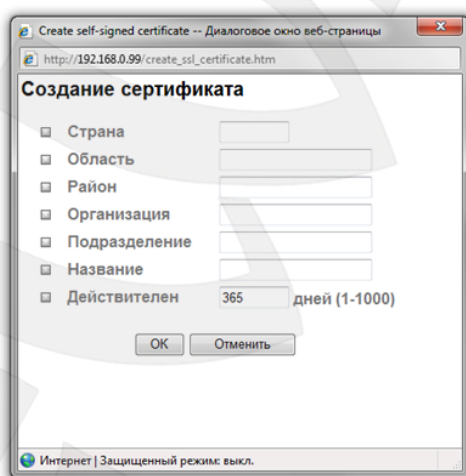 Create self-signed certificate -- Диалоговое окно веб-страницы
http://192.168.0.99/create_ssl_certificate.htm
Создание сертификата
Страна
Область
Район
Организация
Подразделение
Название
Действителен 365 дней (1-1000)
OK Отменить
Интернет | Защищенный режим: выкл.